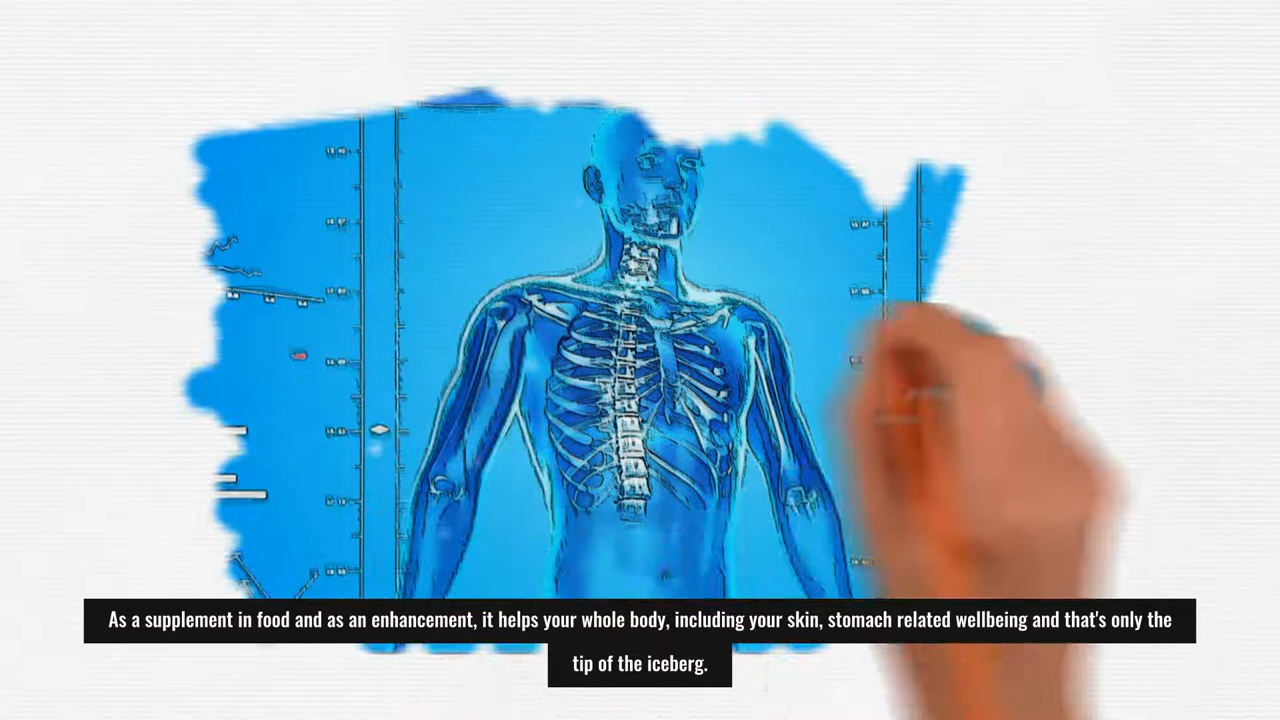 As a supplement in food and as an enhancement, it helps your whole body, including your skin, stomach related wellbeing and that's only the
tip of the iceberg.